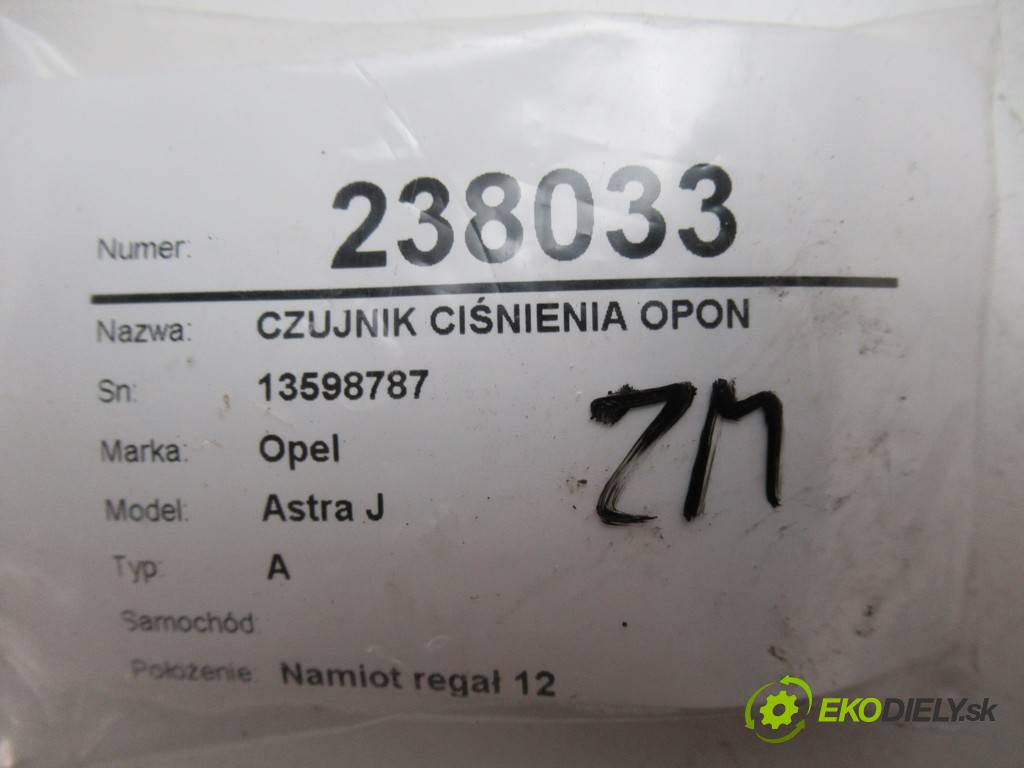 Numer: 238033
Nazwa: CZUJNIK CIŚNIENIA OPON
Sn: 13598787
Marka: Opel
Model: Astra J
Typ: A
Samochód:
Położenie: Namiot regał 12
ZM
EKODIELY.sk